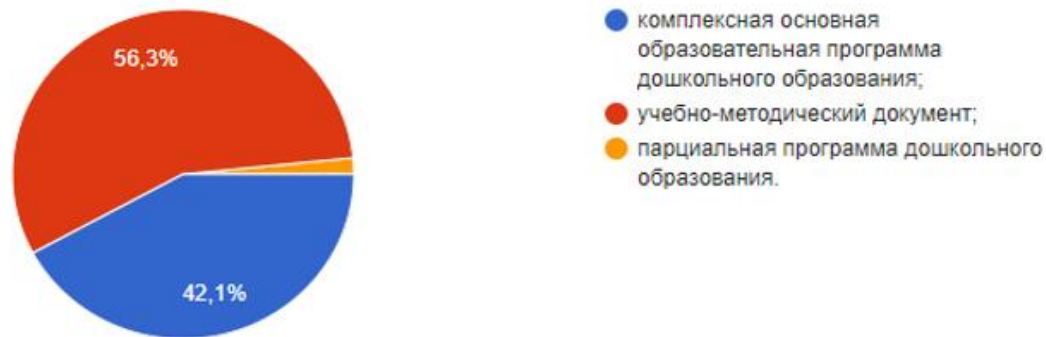 56,3%
42,1%
комплексная основная
образовательная программа
дошкольного образования;
учебно-методический документ;
парциальная программа дошкольного
образования.